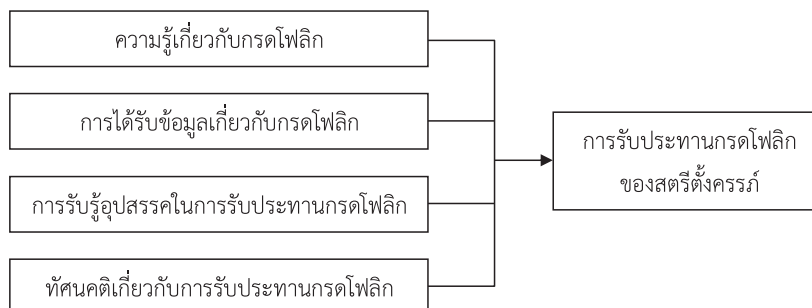 ความรู้เกี่ยวกับกรดโฟลิก
การได้รับข้อมูลเกี่ยวกับกรดโฟลิก
การรับรู้อุปสรรคในการรับประทานกรดโฟลิก
ทัศนคติเกี่ยวกับการรับประทานกรดโฟลิก
การรับประทานกรดโฟลิก
ของสตรีตั้งครรภ์